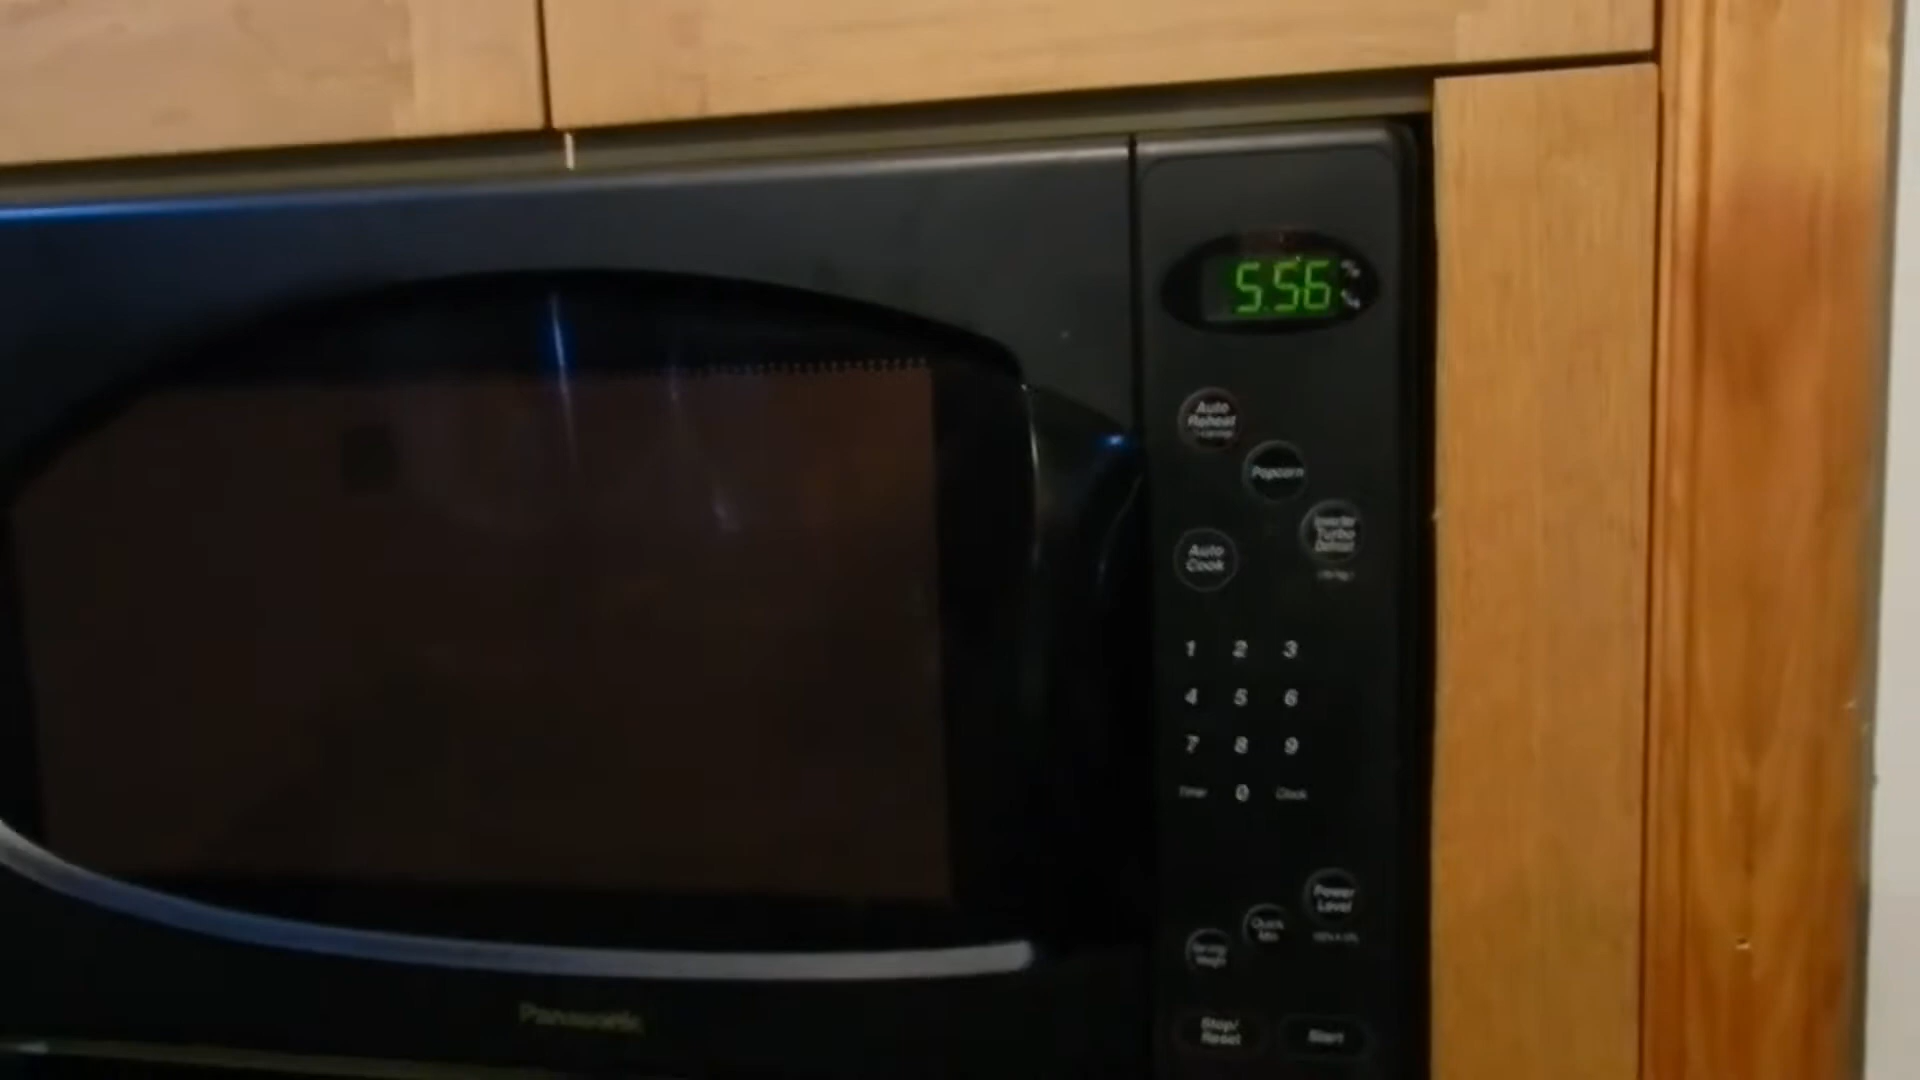 5:56
Auto
Reheat
Popcorn
Inverter
Turbo
Defrost
Auto
Cook
1 2 3
4 5 6
7 8 9
Timer 0 Clock
Power
Level
Quick
Min
Stop/
Reset
Start
Panasonic